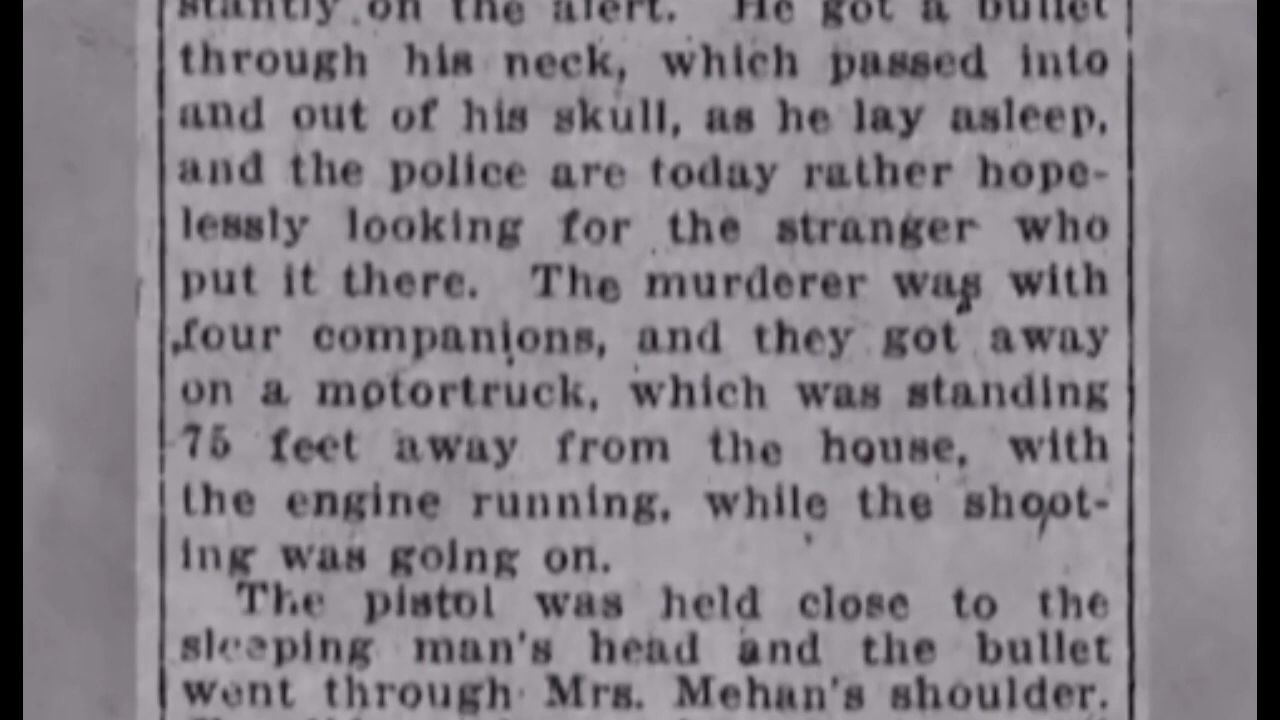 stantly on the alert. He got a bullet
through his neck, which passed into
and out of his skull, as he lay asleep,
and the police are today rather hope-
lessly looking for the stranger who
put it there. The murderer was with
four companions, and they got away
on a motortruck, which was standing
75 feet away from the house, with
the engine running, while the shoot-
ing was going on.
The pistol was held close to the
sleeping man's head and the bullet
went through Mrs. Mehan's shoulder.